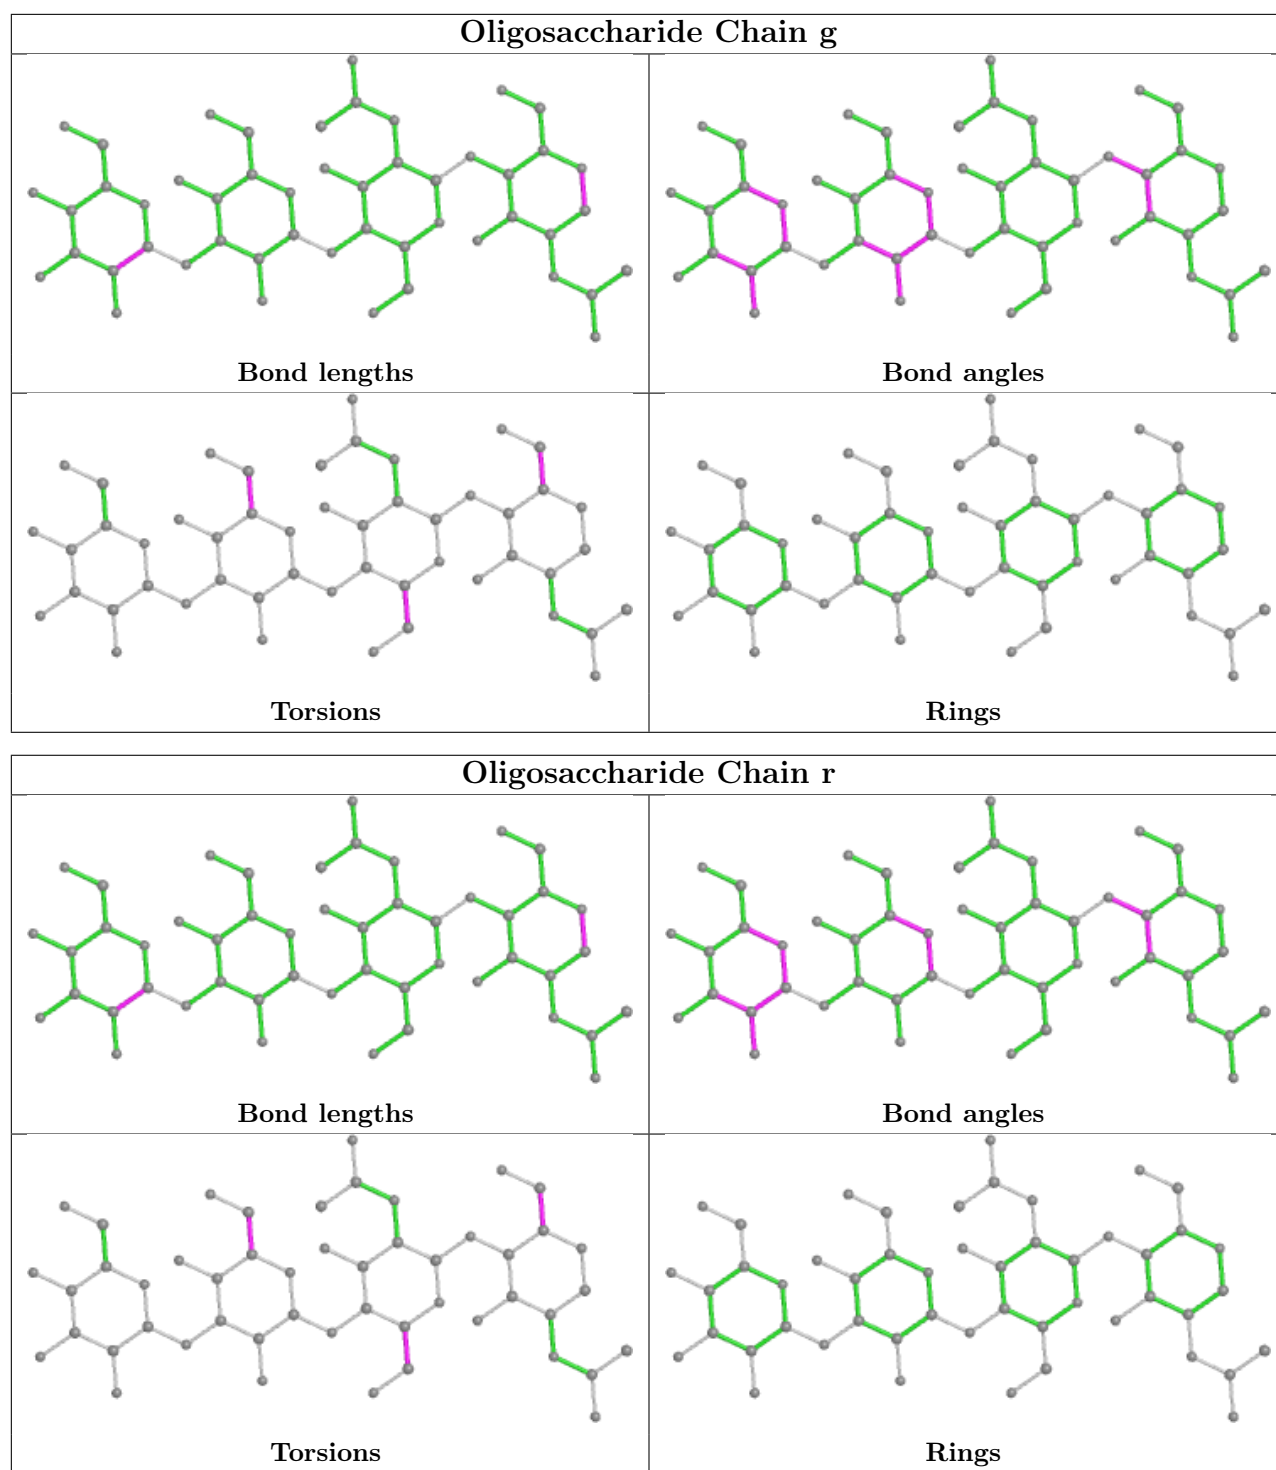 Oligosaccharide Chain g
Bond lengths
Bond angles
Torsions
Rings
Oligosaccharide Chain r
Bond lengths
Bond angles
Torsions
Rings